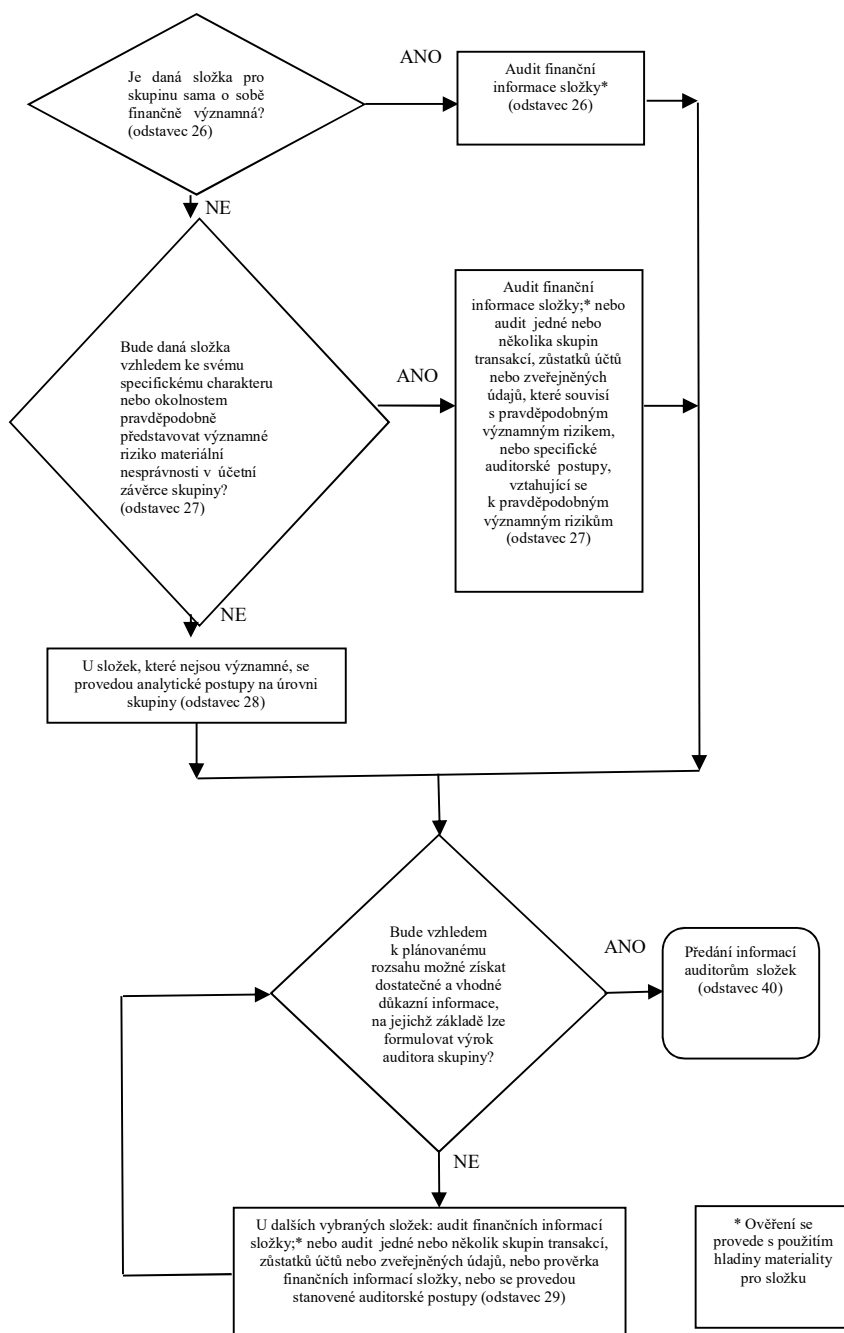 Je daná složka pro
skupinu sama o sobě
finančně významná?
(odstavec 26)
ANO
Audit finanční
informace složky*
(odstavec 26)
NE
Bude daná složka
vzhledem ke svému
specifickému charakteru
nebo okolnostem
pravděpodobně
představovat významné
riziko materiální
nesprávnosti v účetní
závěrce skupiny?
(odstavec 27)
ANO
Audit finanční
informace složky;* nebo
audit jedné nebo
několika skupin
transakcí, zůstatků účtů
nebo zveřejněných
údajů, které souvisí
s pravděpodobným
významným rizikem,
nebo specifické
auditorské postupy,
vztahující se
k pravděpodobným
významným rizikům
(odstavec 27)
NE
U složek, které nejsou významné, se
provedou analytické postupy na úrovni
skupiny (odstavec 28)
Bude vzhledem
k plánovanému
rozsahu možné získat
dostatečné a vhodné
důkazní informace,
na jejichž základě lze
formulovat výrok
auditora skupiny?
ANO
Předání informací
auditorům složek
(odstavec 40)
NE
U dalších vybraných složek: audit finančních informací
složky;* nebo audit jedné nebo několik skupin transakcí,
zůstatků účtů nebo zveřejněných údajů, nebo prověrka
finančních informací složky, nebo se provedou
stanovené auditorské postupy (odstavec 29)
* Ověření se
provede s použitím
hladiny materiality
pro složku